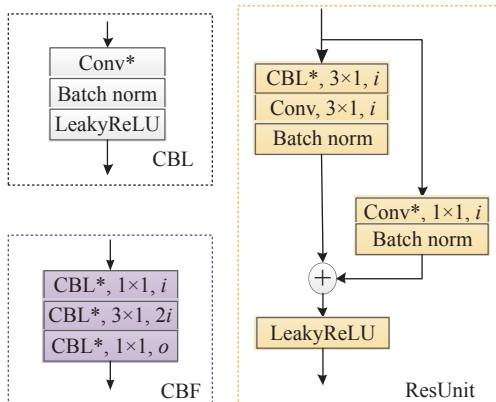 Conv*
Batch norm
LeakyReLU
CBL
CBL*, 1×1, i
CBL*, 3×1, 2i
CBL*, 1×1, o
CBF
CBL*, 3×1, i
Conv, 3×1, i
Batch norm
Conv*, 1×1, i
Batch norm
+
LeakyReLU
ResUnit